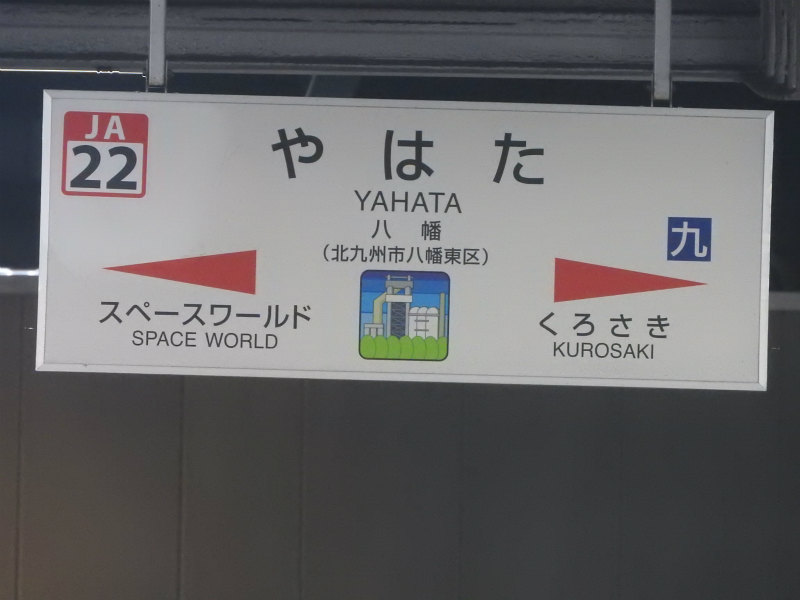 JA
22
やはた
YAHATA
八幡
(北九州市八幡東区)
九
スペースワールド
SPACE WORLD
くろさき
KUROSAKI